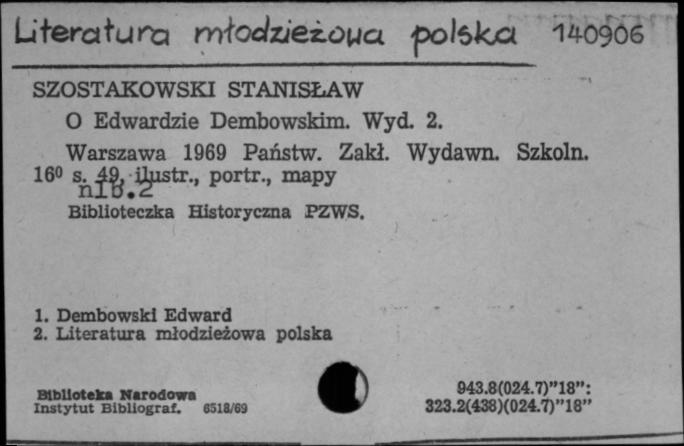 Literatura młodzieżowa polska 140906
SZOSTAKOWSKI STANISŁAW
O Edwardzie Dembowskim. Wyd. 2.
Warszawa 1969 Państw. Zakł. Wydawn. Szkoln.
16⁰ s. 49, ilustr., portr., mapy
nlb.2
Biblioteczka Historyczna PZWS.
1. Dembowski Edward
2. Literatura młodzieżowa polska
Biblioteka Narodowa
Instytut Bibliograf. 6518/69
943.8(024.7)"18":
323.2(438)(024.7)"18"